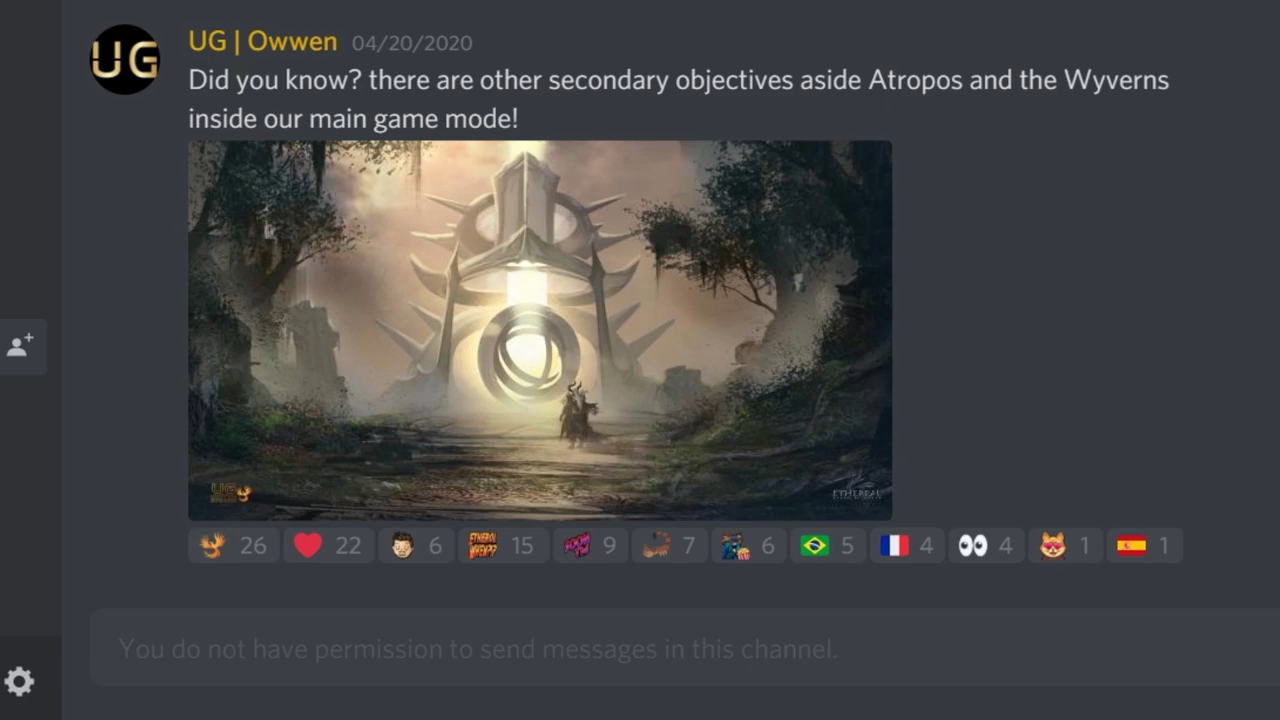 UG
UG | Owwen 04/20/2020
Did you know? there are other secondary objectives aside Atropos and the Wyverns
inside our main game mode!
ETHEREAL
26 22 6 15 9 7 6 5 4 4 1 1
You do not have permission to send messages in this channel.